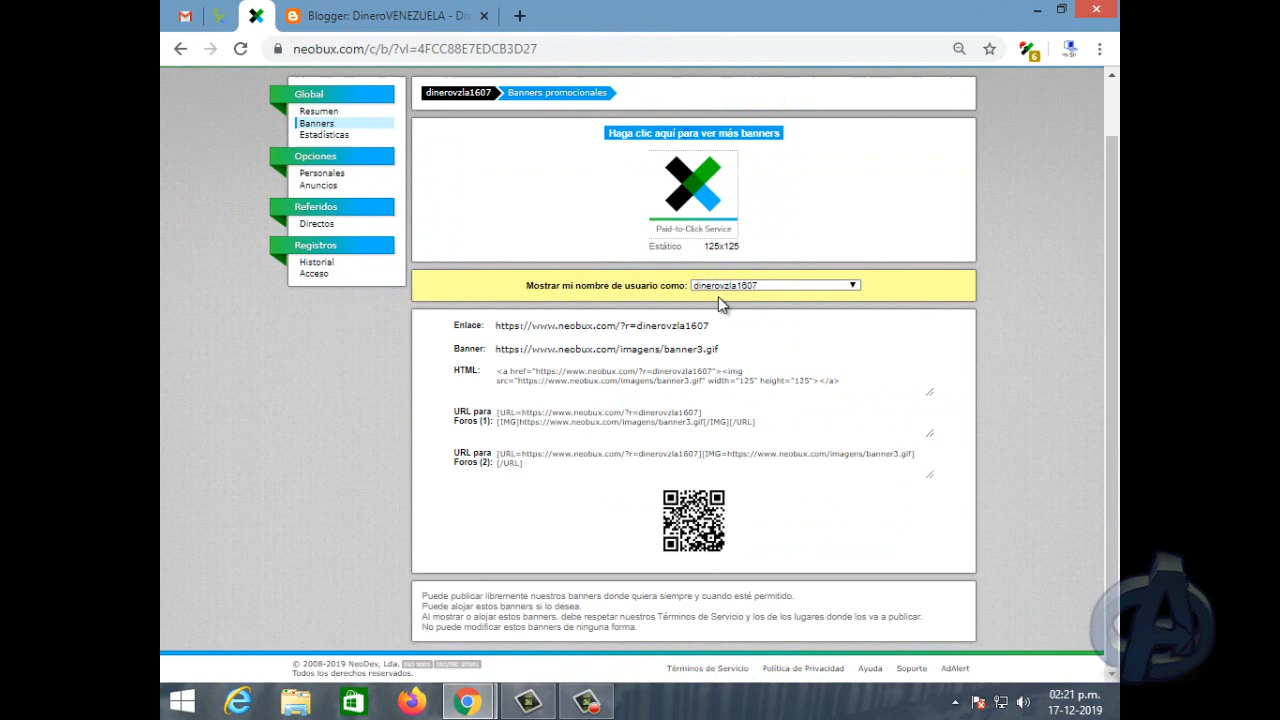 Blogger: DineroVENEZUELA - Dis
neobux.com/c/b/?vl=4FCC88E7EDCB3D27
6
Global
Resumen
Banners
Estadísticas
Opciones
Personales
Anuncios
Referidos
Directos
Registros
Historial
Acceso
dinerovzla1607 Banners promocionales
Haga clic aquí para ver más banners
Paid-to-Click Service
Estático 125x125
Mostrar mi nombre de usuario como: dinerovzla1607
Enlace: https://www.neobux.com/?r=dinerovzla1607
Banner: https://www.neobux.com/imagens/banner3.gif
HTML: <a href="https://www.neobux.com/?r=dinerovzla1607"><img
src="https://www.neobux.com/imagens/banner3.gif" width="125" height="125"></a>
URL para Foros (1): [URL=https://www.neobux.com/?r=dinerovzla1607]
[IMG]https://www.neobux.com/imagens/banner3.gif[/IMG][/URL]
URL para Foros (2): [URL=https://www.neobux.com/?r=dinerovzla1607][IMG=https://www.neobux.com/imagens/banner3.gif]
[/URL]
Puede publicar libremente nuestros banners donde quiera siempre y cuando esté permitido.
Puede alojar estos banners si lo desea.
Al mostrar o alojar estos banners, debe respetar nuestros Términos de Servicio y los de los lugares donde los va a publicar.
No puede modificar estos banners de ninguna forma.
© 2008-2019 NeoDev, Lda. ISO 9001 ISO/IEC 27001
Todos los derechos reservados.
Términos de Servicio Política de Privacidad Ayuda Soporte AdAlert
02:21 p.m.
17-12-2019